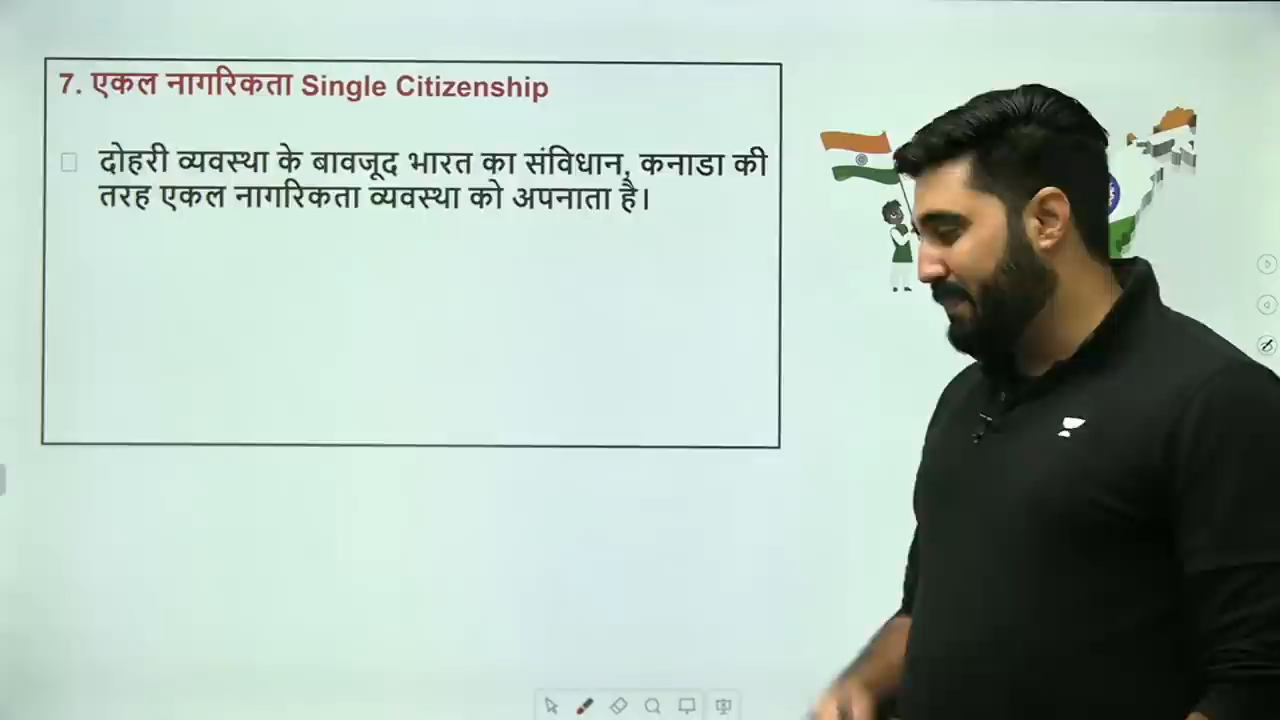 7. एकल नागरिकता Single Citizenship
दोहरी व्यवस्था के बावजूद भारत का संविधान, कनाडा की
तरह एकल नागरिकता व्यवस्था को अपनाता है।